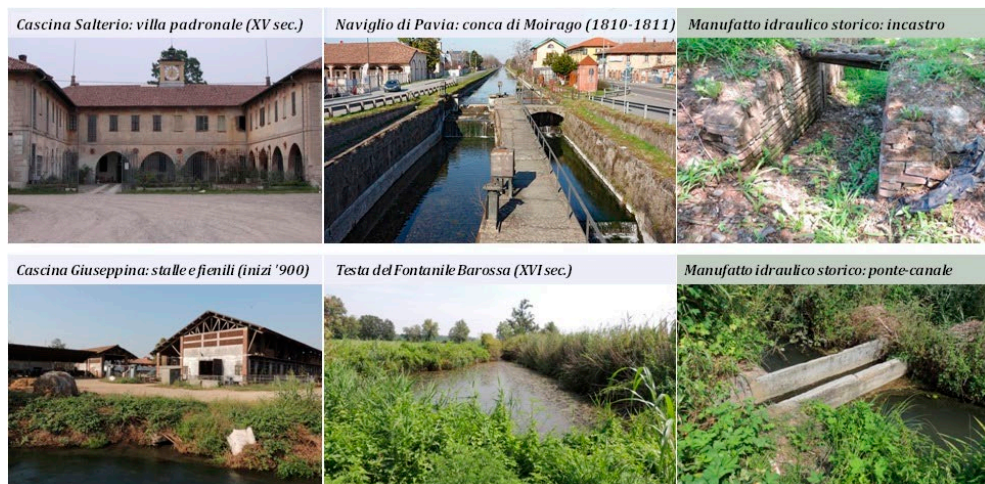 Cascina Salterio: villa padronale (XV sec.)
Naviglio di Pavia: conca di Moirago (1810-1811)
Manufatto idraulico storico: incastro
Cascina Giuseppina: stalle e fienili (inizi '900)
Testa del Fontanile Barossa (XVI sec.)
Manufatto idraulico storico: ponte-canale